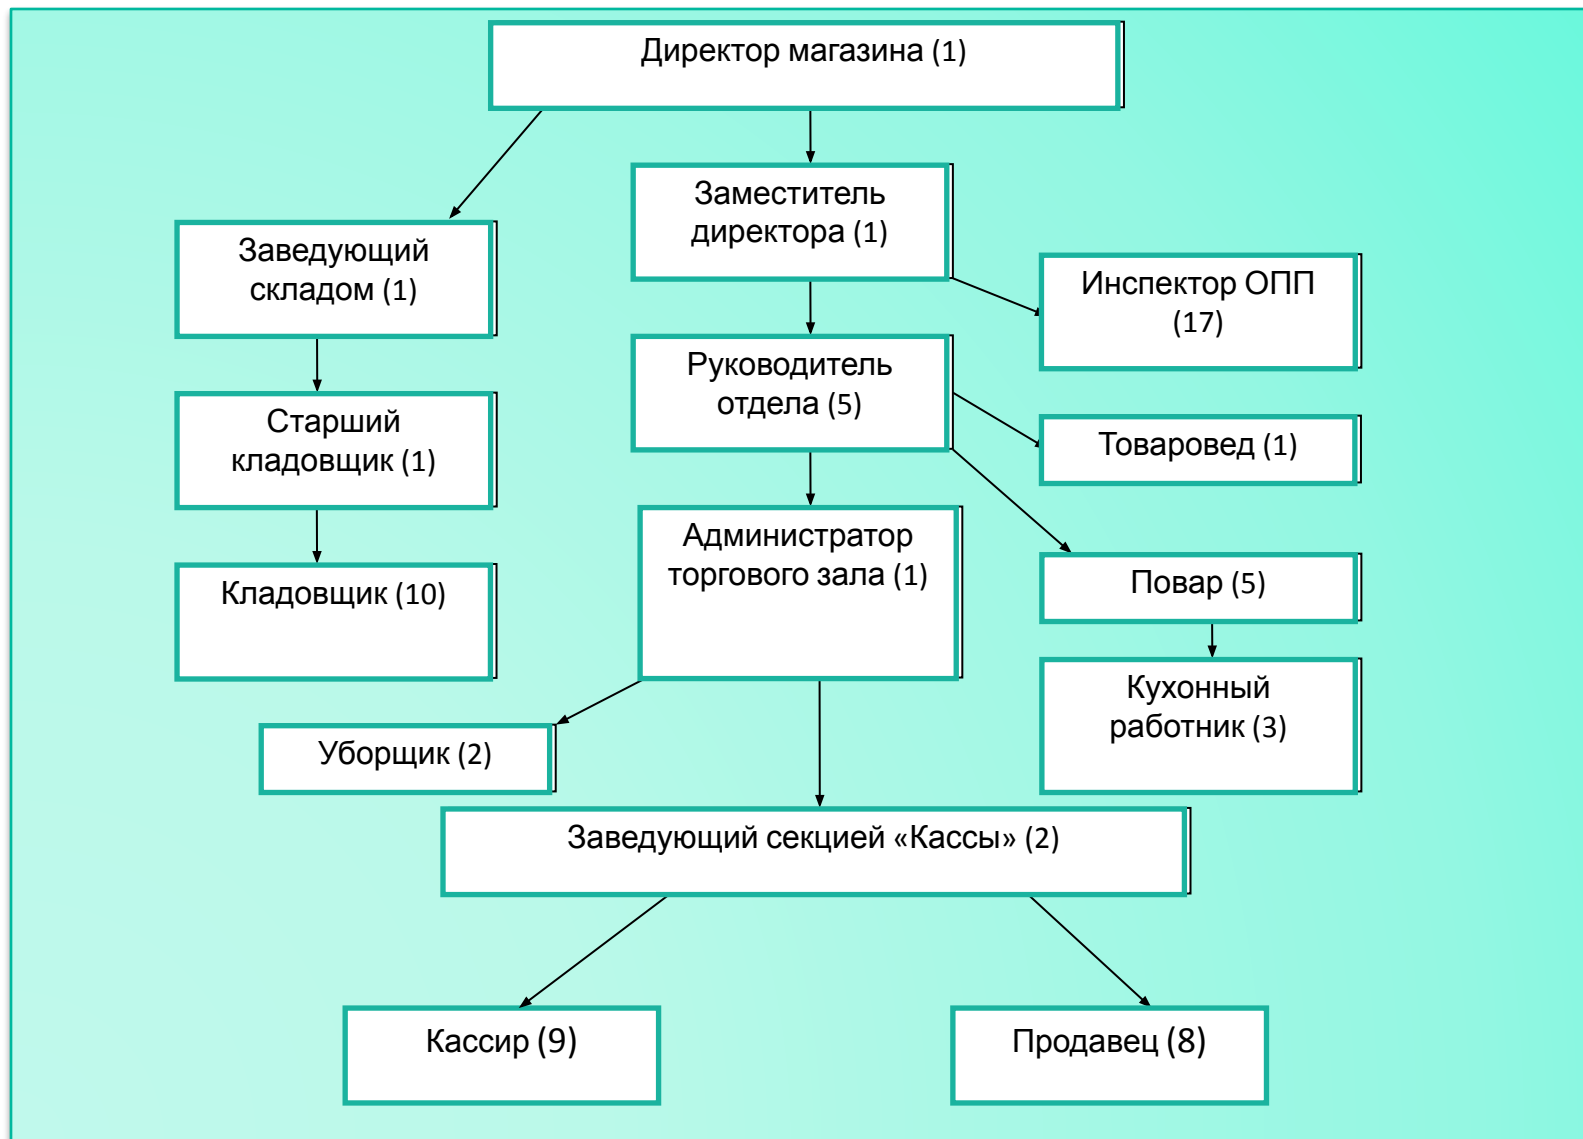 Директор магазина (1)
Заместитель
директора (1)
Заведующий
складом (1)
Инспектор ОПП
(17)
Руководитель
отдела (5)
Старший
кладовщик (1)
Товаровед (1)
Администратор
торгового зала (1)
Кладовщик (10)
Повар (5)
Кухонный
работник (3)
Уборщик (2)
Заведующий секцией «Кассы» (2)
Кассир (9)
Продавец (8)